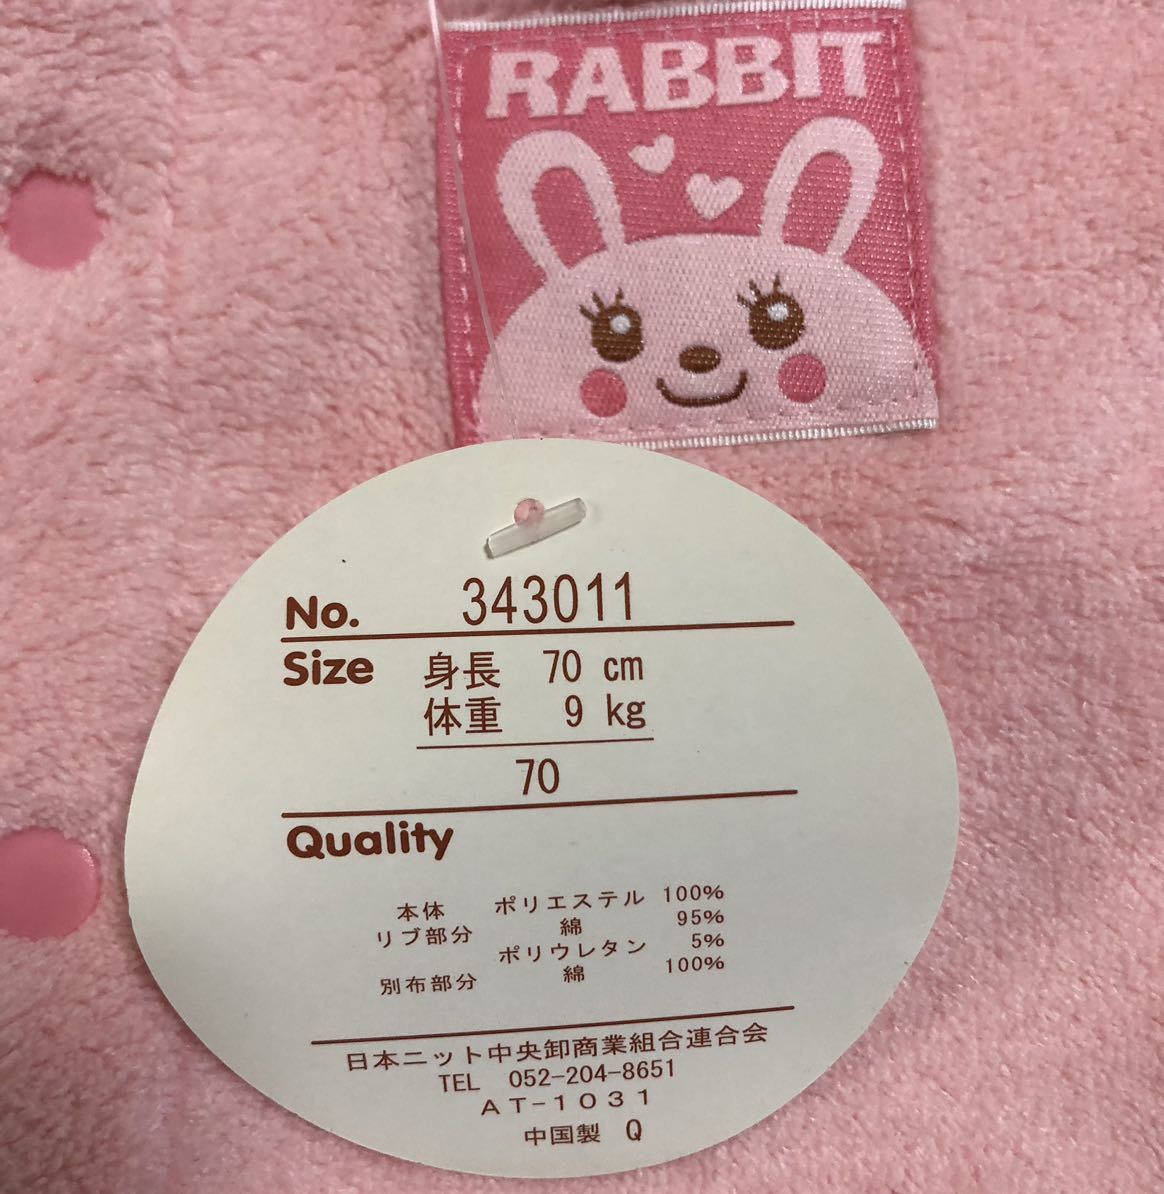 RABBIT
No. 343011
Size 身長 70 cm
体重 9 kg
70
Quality
本体 ポリエステル 100%
リブ部分 綿 95%
ポリウレタン 5%
別布部分 綿 100%
日本ニット中央卸商業組合連合会
TEL 052-204-8651
AT-1031
中国製 Q